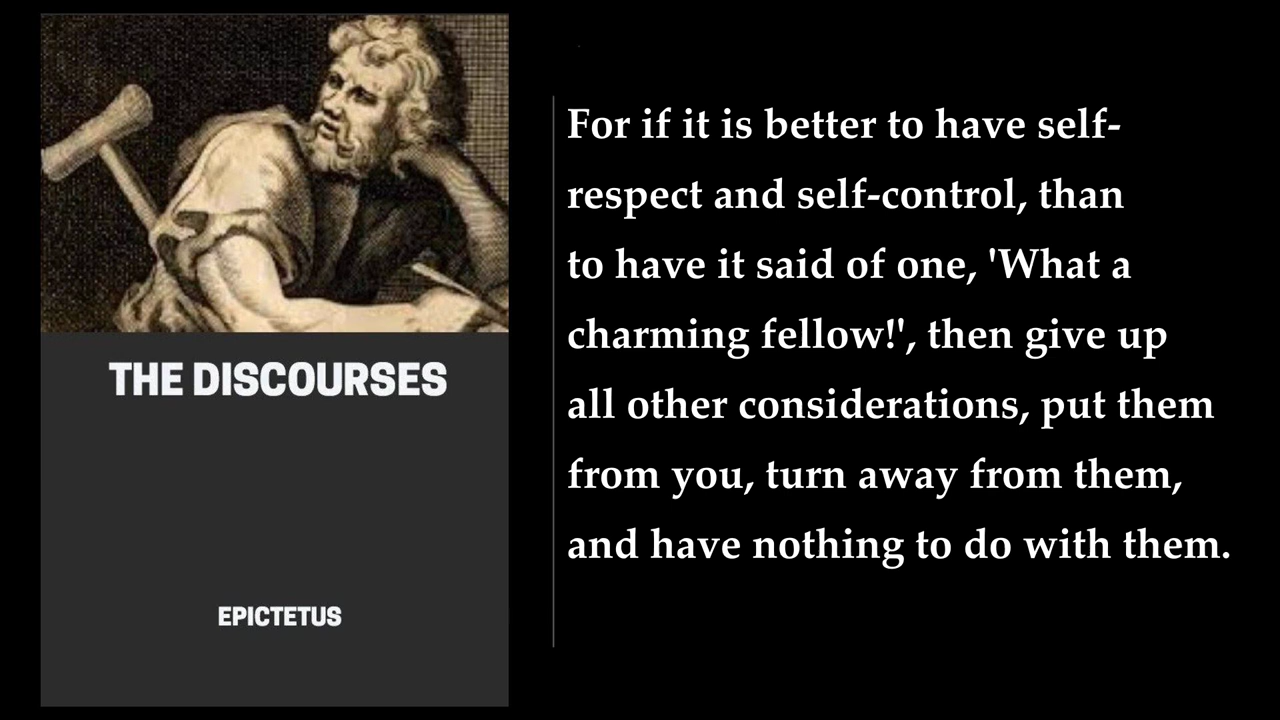 THE DISCOURSES
EPICTETUS
For if it is better to have self-
respect and self-control, than
to have it said of one, 'What a
charming fellow!', then give up
all other considerations, put them
from you, turn away from them,
and have nothing to do with them.